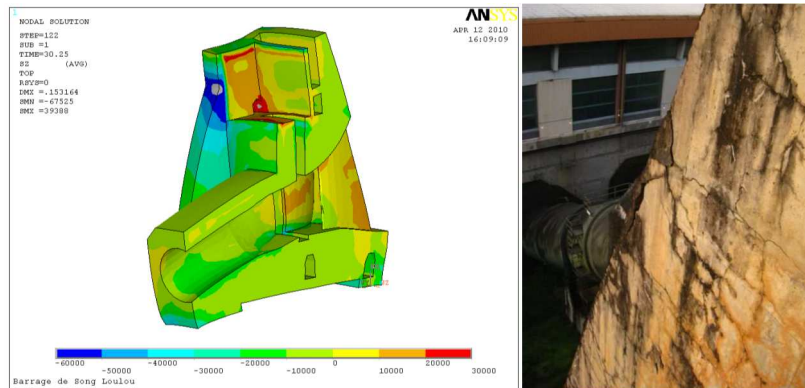 1
ANSYS
NODAL SOLUTION
APR 12 2010
16:09:09
STEP=122
SUB =1
TIME=30.25
SZ (AVG)
TOP
RSYS=0
DMX =.153164
SMN =-67525
SMX =39388
-60000 -40000 -20000 0 20000
-50000 -30000 -10000 10000 30000
Barrage de Song Loulou